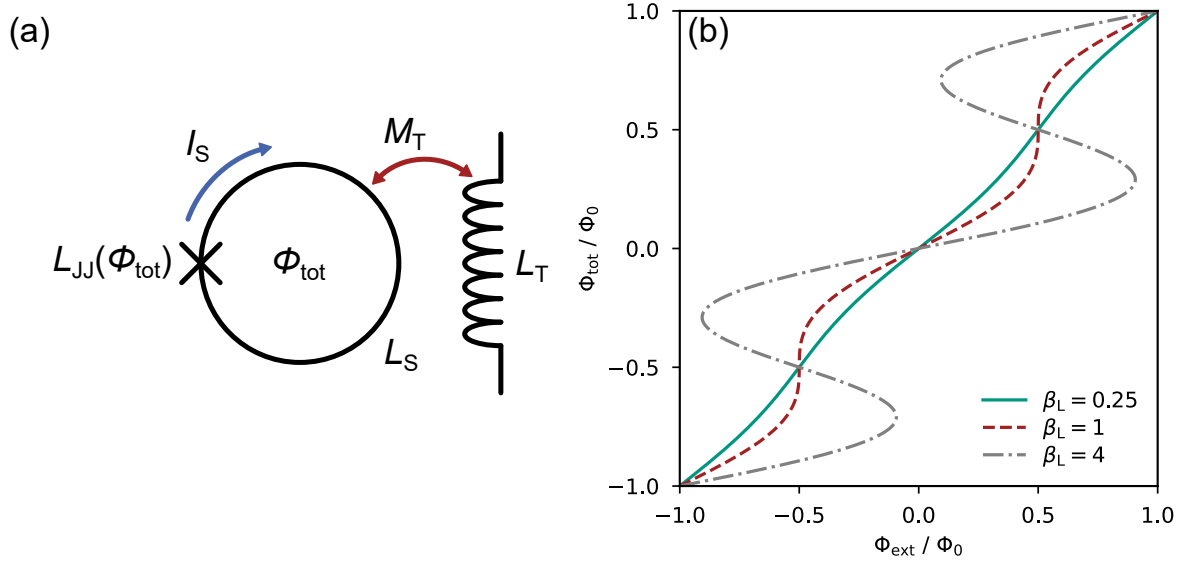 (a)
I_S
M_T
L_JJ(Φ_tot)
Φ_tot
L_T
L_S
(b)
1.0
0.5
0.0
−0.5
−1.0
Φ_tot / Φ_0
β_L = 0.25
β_L = 1
β_L = 4
−1.0 −0.5 0.0 0.5 1.0
Φ_ext / Φ_0